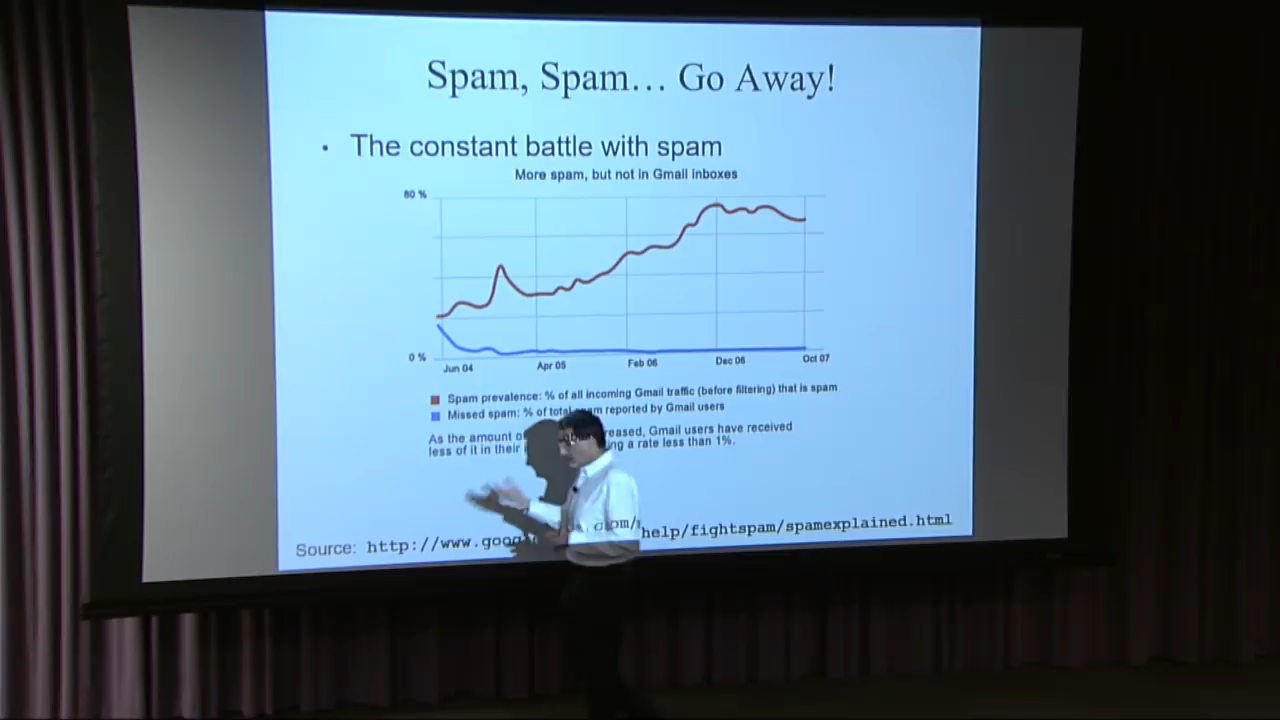 Spam, Spam… Go Away!
• The constant battle with spam
More spam, but not in Gmail inboxes
80 %
0 %
Jun 04
Apr 05
Feb 06
Dec 06
Oct 07
Spam prevalence: % of all incoming Gmail traffic (before filtering) that is spam
Missed spam: % of total spam reported by Gmail users
As the amount of reased, Gmail users have received
less of it in their ng a rate less than 1%.
Source: http://www.goog com/ help/fightspam/spamexplained.html